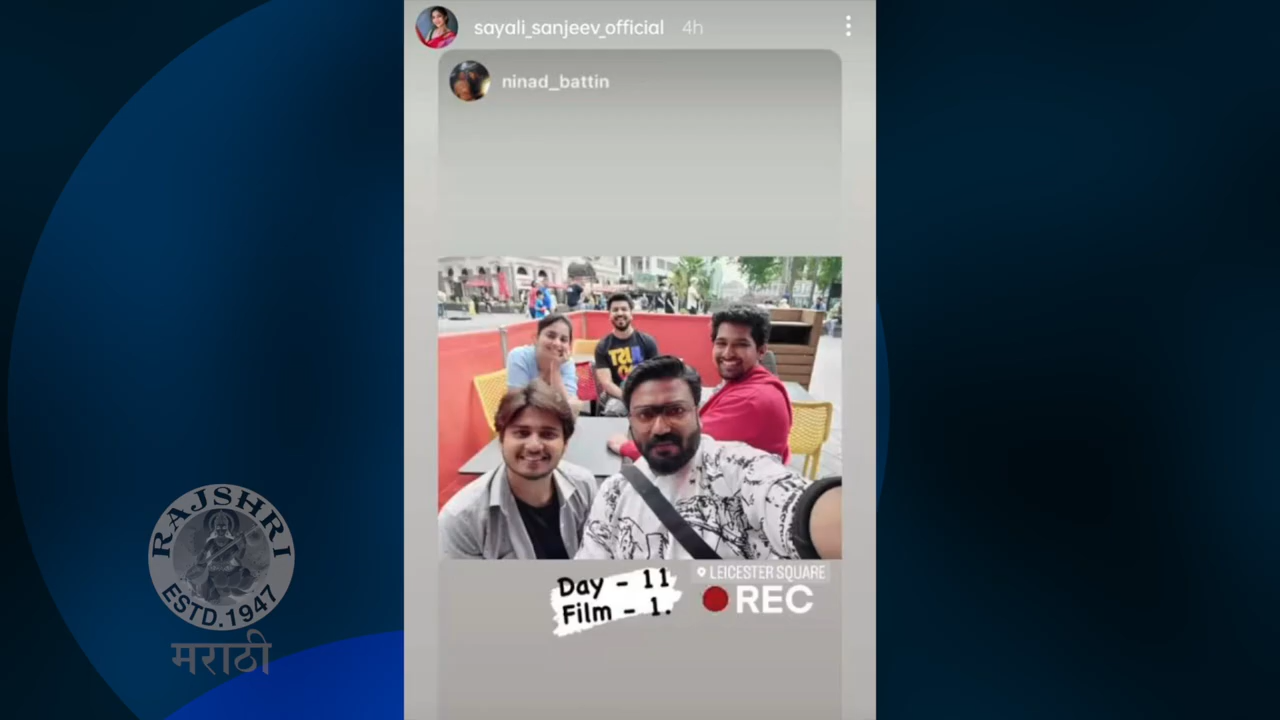 sayali_sanjeev_official 4h
ninad_battin
Day - 11
Film - 1.
LEICESTER SQUARE
REC
RAJSHRI
ESTD.1947
मराठी